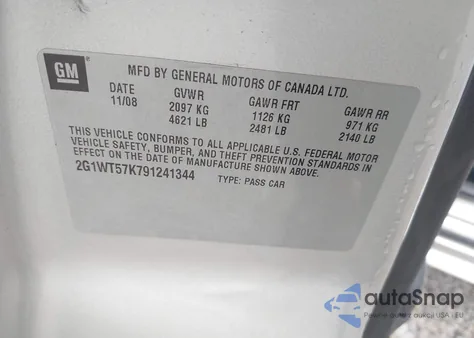 GM
MFD BY GENERAL MOTORS OF CANADA LTD.
DATE GVWR GAWR FRT GAWR RR
11/08 2097 KG 1126 KG 971 KG
4621 LB 2481 LB 2140 LB
THIS VEHICLE CONFORMS TO ALL APPLICABLE U.S. FEDERAL MOTOR
VEHICLE SAFETY, BUMPER, AND THEFT PREVENTION STANDARDS IN
EFFECT ON THE DATE OF MANUFACTURE SHOWN ABOVE.
2G1WT57K791241344 TYPE: PASS CAR
autoSnap
z aukcji USA i EU